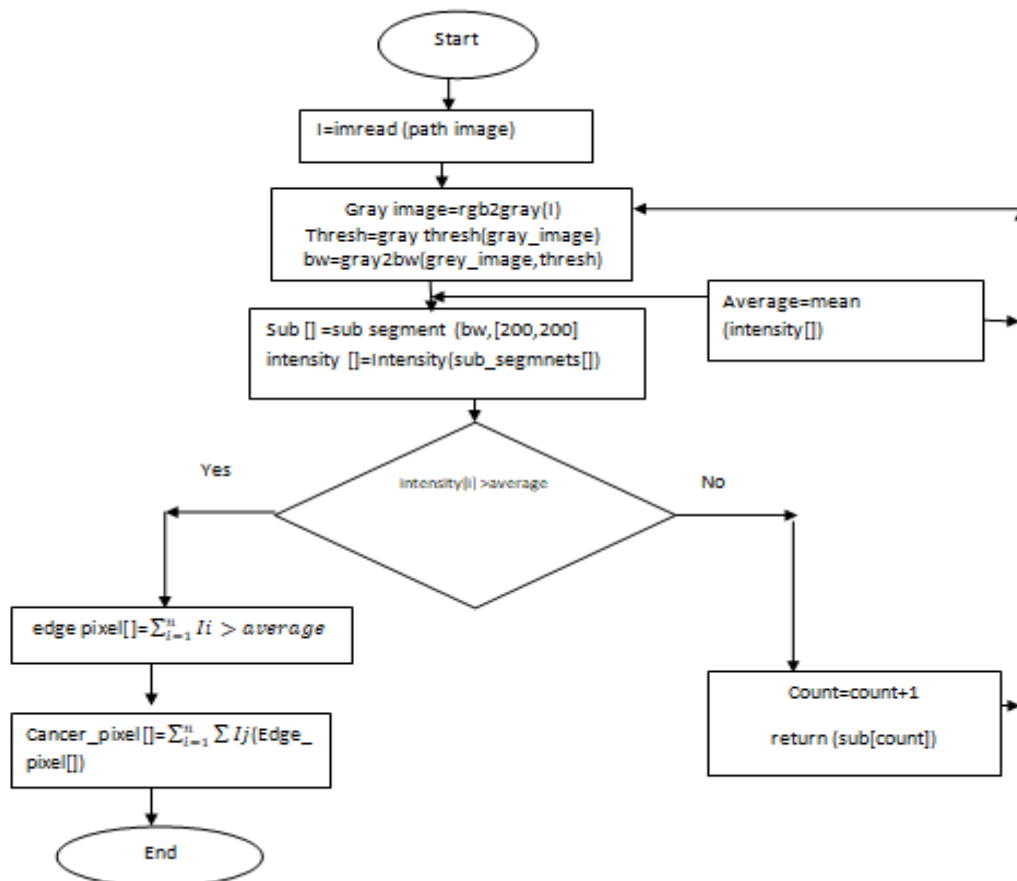 Start
I=imread (path image)
Gray image=rgb2gray(I)
Thresh=gray thresh(gray_image)
bw=gray2bw(grey_image,thresh)
Average=mean
(intensity[])
Sub [] =sub segment (bw,[200,200]
intensity []=Intensity(sub_segmnets[])
Yes
intensity(i) >average
No
edge pixel[]=∑ⁿᵢ₌₁ Ii > average
Count=count+1
return (sub[count])
Cancer_pixel[]=∑ⁿᵢ₌₁ ∑ Ij(Edge_
pixel[])
End